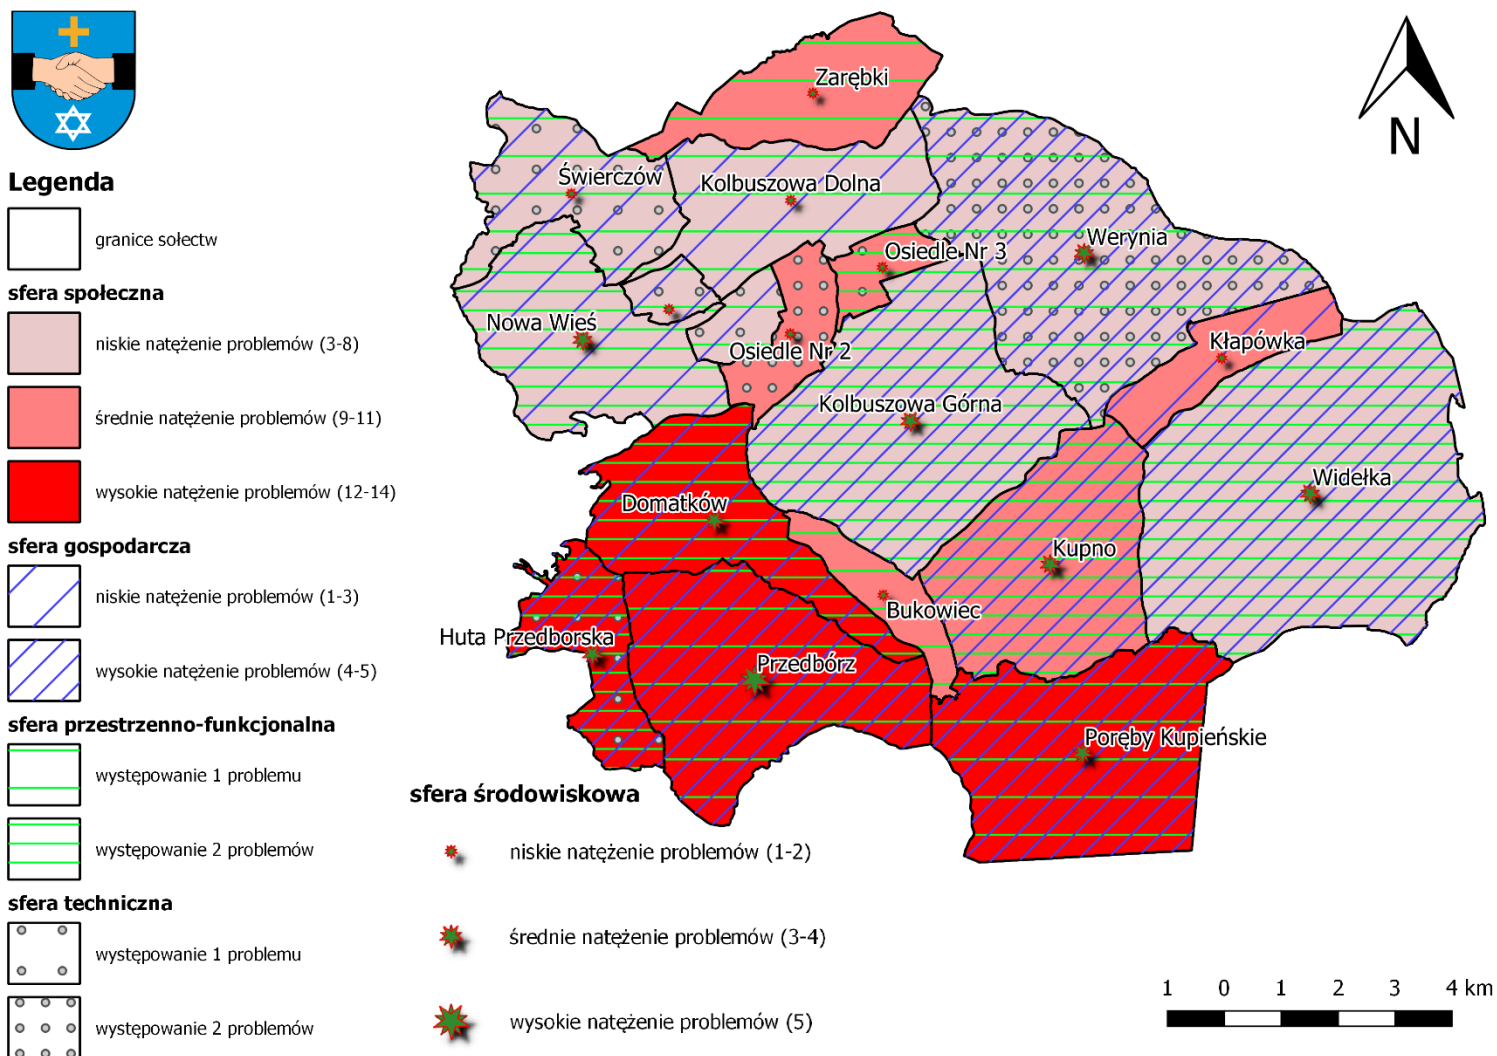 Legenda
granice sołectw
sfera społeczna
niskie natężenie problemów (3-8)
średnie natężenie problemów (9-11)
wysokie natężenie problemów (12-14)
sfera gospodarcza
niskie natężenie problemów (1-3)
wysokie natężenie problemów (4-5)
sfera przestrzenno-funkcjonalna
występowanie 1 problemu
występowanie 2 problemów
sfera techniczna
występowanie 1 problemu
występowanie 2 problemów
sfera środowiskowa
niskie natężenie problemów (1-2)
średnie natężenie problemów (3-4)
wysokie natężenie problemów (5)
Zarębki
Świerczów
Kolbuszowa Dolna
Werynia
Osiedle Nr 3
Nowa Wieś
Osiedle Nr 2
Kłapówka
Kolbuszowa Górna
Widełka
Domatków
Kupno
Bukowiec
Huta Przedborska
Przedbórz
Poręby Kupieńskie
N
1 0 1 2 3 4 km